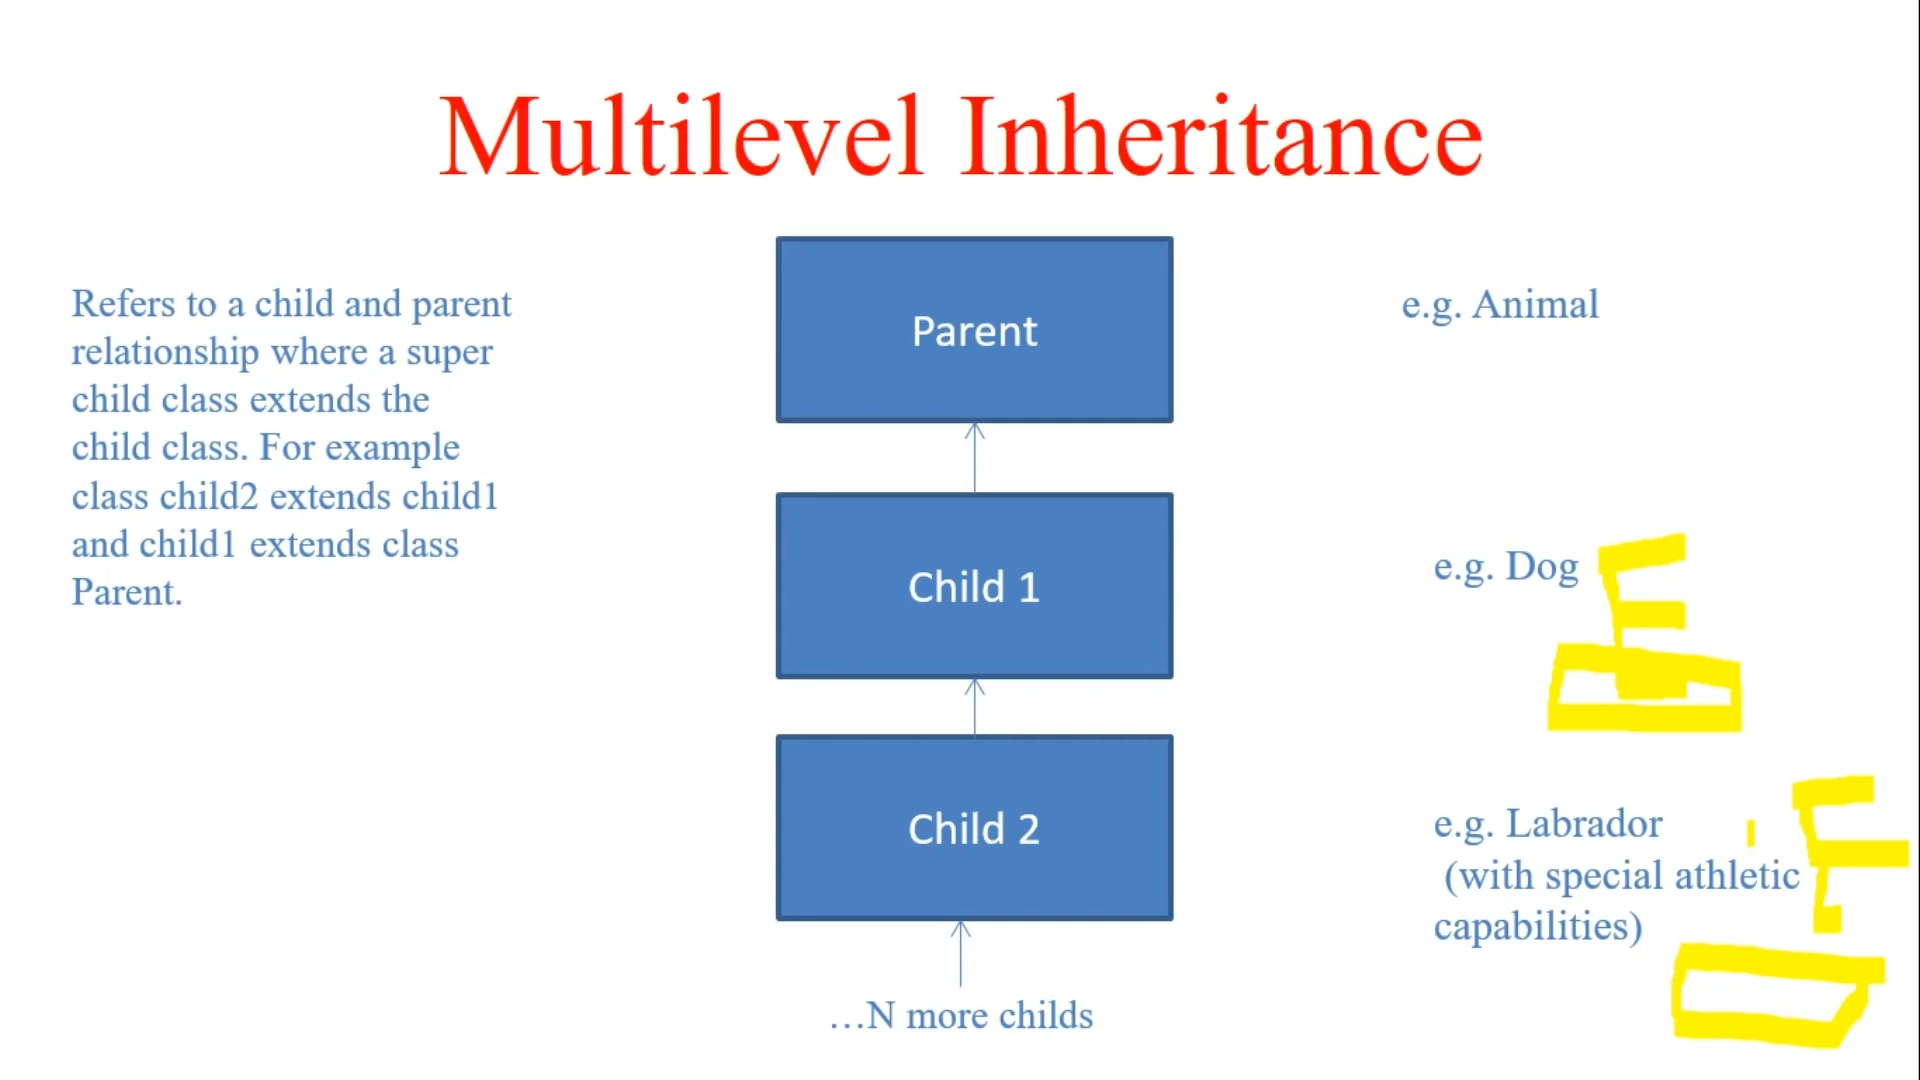 Multilevel Inheritance
Refers to a child and parent
relationship where a super
child class extends the
child class. For example
class child2 extends child1
and child1 extends class
Parent.
Parent
e.g. Animal
Child 1
e.g. Dog
Child 2
e.g. Labrador
(with special athletic
capabilities)
…N more childs